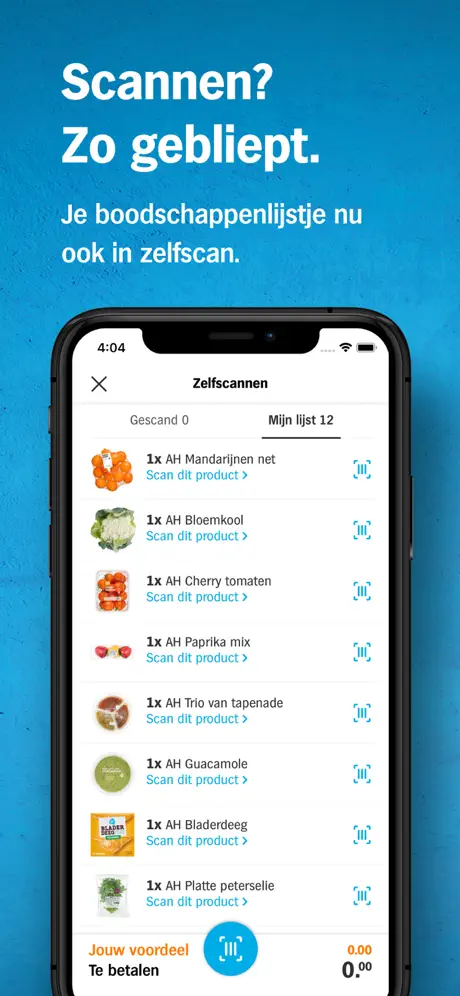 Scannen?
Zo gebliept.
Je boodschappenlijstje nu
ook in zelfscan.
4:04
Zelfscannen
Gescand 0
Mijn lijst 12
1x AH Mandarijnen net
Scan dit product >
1x AH Bloemkool
Scan dit product >
1x AH Cherry tomaten
Scan dit product >
1x AH Paprika mix
Scan dit product >
1x AH Trio van tapenade
Scan dit product >
1x AH Guacamole
Scan dit product >
BLADER
DEEG
1x AH Bladerdeeg
Scan dit product >
1x AH Platte peterselie
Scan dit product >
Jouw voordeel 0.00
Te betalen 0.00